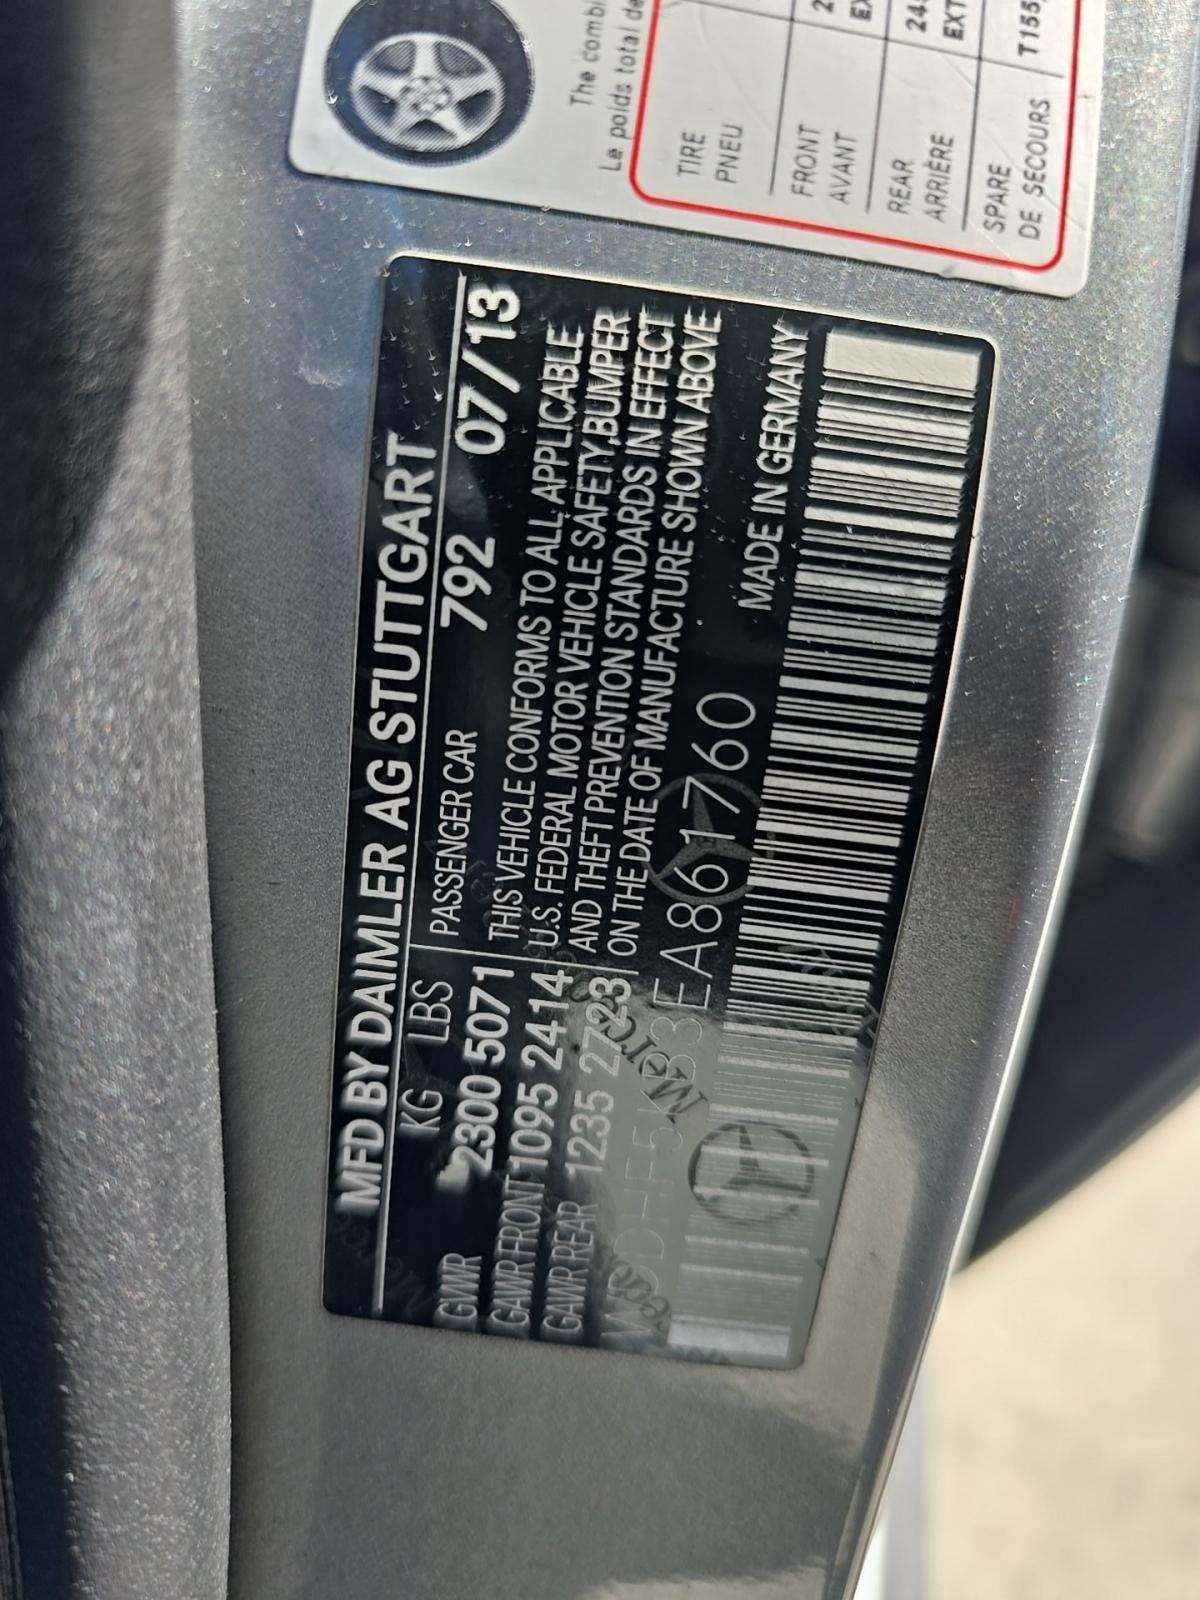 MFD BY DAIMLER AG STUTTGART
KG LBS PASSENGER CAR 792 07/13
GVWR 2300 5071 THIS VEHICLE CONFORMS TO ALL APPLICABLE
GAWR FRONT 1095 2414 U.S. FEDERAL MOTOR VEHICLE SAFETY,BUMPER
GAWR REAR 1235 2723 AND THEFT PREVENTION STANDARDS IN EFFECT
ON THE DATE OF MANUFACTURE SHOWN ABOVE
WDDHF5KB3EA861760 MADE IN GERMANY
The
Le poids total
TIRE
PNEU
FRONT
AVANT
REAR
ARRIÈRE
SPARE
DE SECOURS